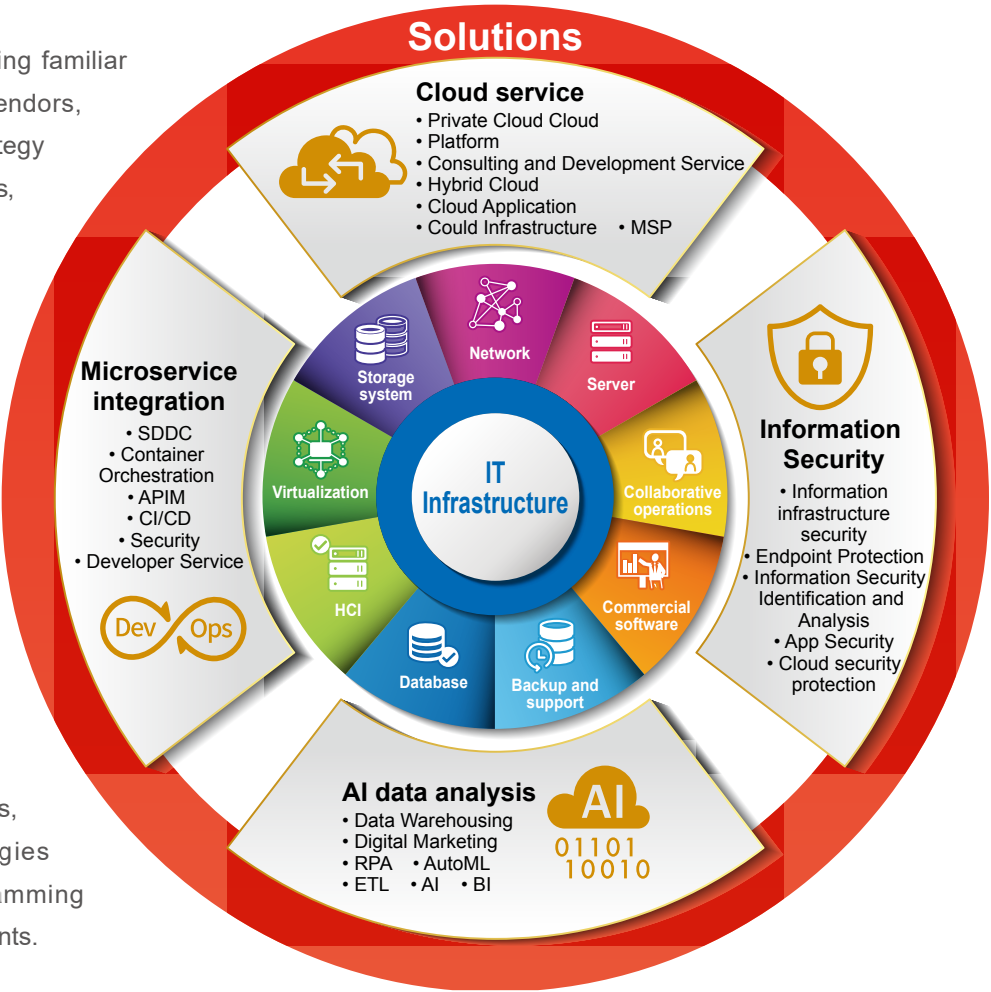 ing familiar
endors,
tegy
s,
Solutions
Cloud service
• Private Cloud Cloud
• Platform
• Consulting and Development Service
• Hybrid Cloud
• Cloud Application
• Could Infrastructure • MSP
Microservice
integration
• SDDC
• Container
Orchestration
• APIM
• CI/CD
• Security
• Developer Service
Dev Ops
Information
Security
• Information
infrastructure
security
• Endpoint Protection
• Information Security
Identification and
Analysis
• App Security
• Cloud security
protection
AI data analysis
• Data Warehousing
• Digital Marketing
• RPA • AutoML
• ETL • AI • BI
AI
01101
10010
Network
Server
Collaborative
operations
Commercial
software
Backup and
support
Database
HCI
Virtualization
Storage
system
IT
Infrastructure
s,
gies
amming
nts.